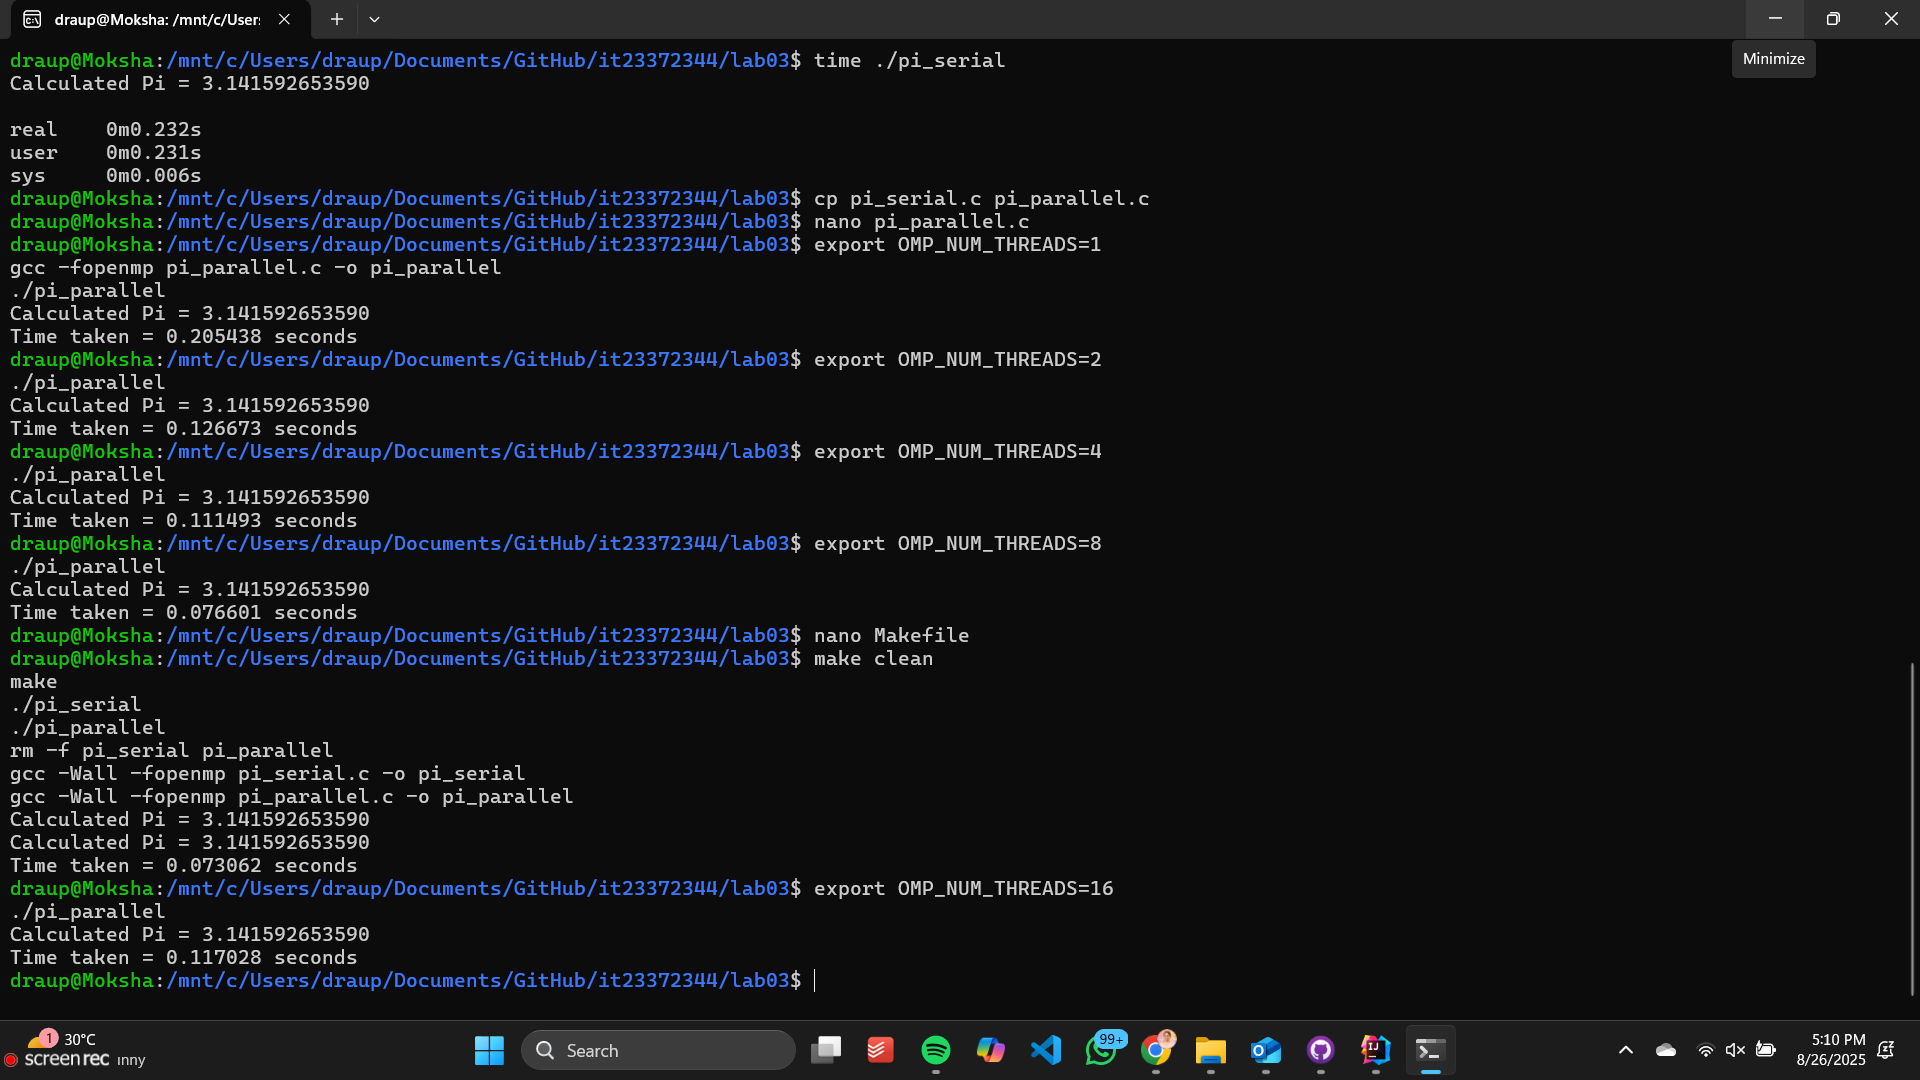 draup@Moksha: /mnt/c/User:
Minimize
draup@Moksha:/mnt/c/Users/draup/Documents/GitHub/it23372344/lab03$ time ./pi_serial
Calculated Pi = 3.141592653590
real    0m0.232s
user    0m0.231s
sys     0m0.006s
draup@Moksha:/mnt/c/Users/draup/Documents/GitHub/it23372344/lab03$ cp pi_serial.c pi_parallel.c
draup@Moksha:/mnt/c/Users/draup/Documents/GitHub/it23372344/lab03$ nano pi_parallel.c
draup@Moksha:/mnt/c/Users/draup/Documents/GitHub/it23372344/lab03$ export OMP_NUM_THREADS=1
gcc -fopenmp pi_parallel.c -o pi_parallel
./pi_parallel
Calculated Pi = 3.141592653590
Time taken = 0.205438 seconds
draup@Moksha:/mnt/c/Users/draup/Documents/GitHub/it23372344/lab03$ export OMP_NUM_THREADS=2
./pi_parallel
Calculated Pi = 3.141592653590
Time taken = 0.126673 seconds
draup@Moksha:/mnt/c/Users/draup/Documents/GitHub/it23372344/lab03$ export OMP_NUM_THREADS=4
./pi_parallel
Calculated Pi = 3.141592653590
Time taken = 0.111493 seconds
draup@Moksha:/mnt/c/Users/draup/Documents/GitHub/it23372344/lab03$ export OMP_NUM_THREADS=8
./pi_parallel
Calculated Pi = 3.141592653590
Time taken = 0.076601 seconds
draup@Moksha:/mnt/c/Users/draup/Documents/GitHub/it23372344/lab03$ nano Makefile
draup@Moksha:/mnt/c/Users/draup/Documents/GitHub/it23372344/lab03$ make clean
make
./pi_serial
./pi_parallel
rm -f pi_serial pi_parallel
gcc -Wall -fopenmp pi_serial.c -o pi_serial
gcc -Wall -fopenmp pi_parallel.c -o pi_parallel
Calculated Pi = 3.141592653590
Calculated Pi = 3.141592653590
Time taken = 0.073062 seconds
draup@Moksha:/mnt/c/Users/draup/Documents/GitHub/it23372344/lab03$ export OMP_NUM_THREADS=16
./pi_parallel
Calculated Pi = 3.141592653590
Time taken = 0.117028 seconds
draup@Moksha:/mnt/c/Users/draup/Documents/GitHub/it23372344/lab03$
1
30°C
screenrec
nny
Search
99+
5:10 PM
8/26/2025